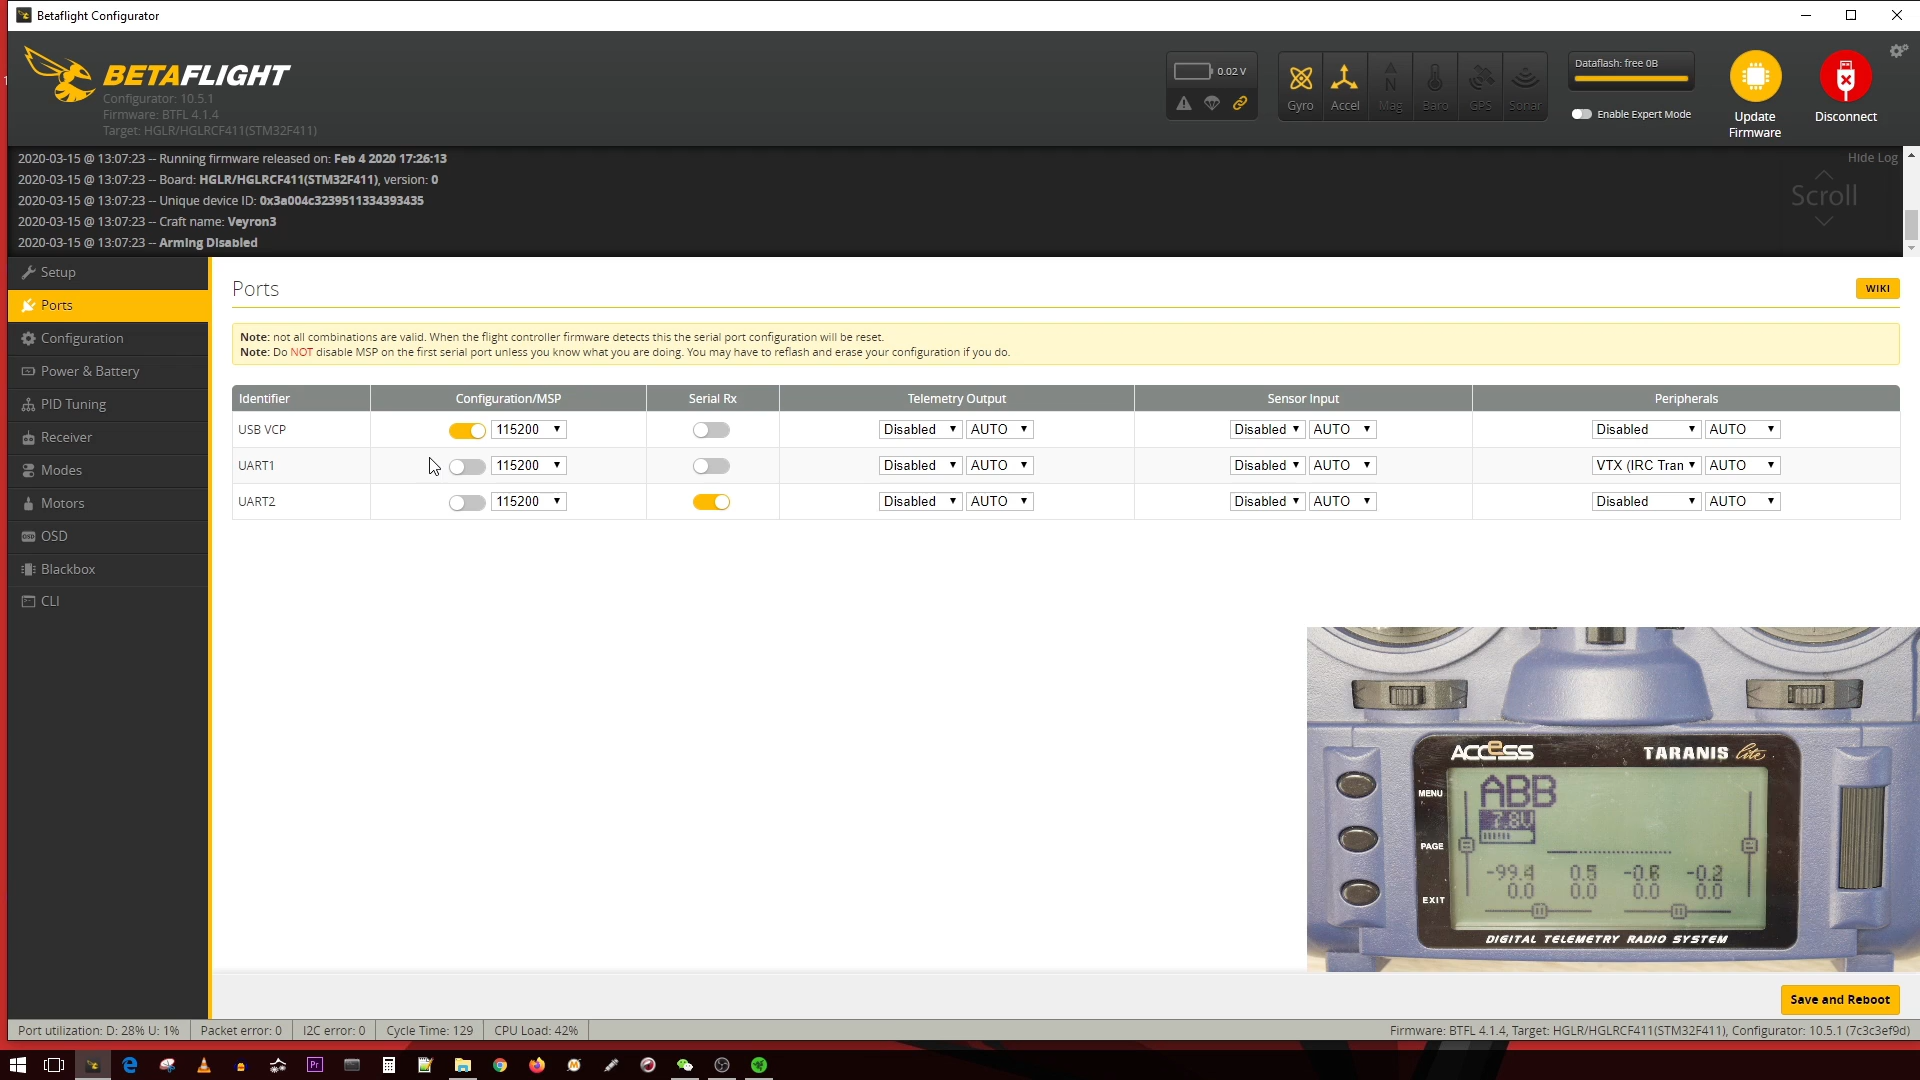 Betaflight Configurator
BETAFLIGHT
Configurator: 10.5.1
Firmware: BTFL 4.1.4
Target: HGLR/HGLRCF411(STM32F411)
0.02 V
Gyro
Accel
Mag
Baro
GPS
Sonar
Dataflash: free 0B
Enable Expert Mode
Update
Firmware
Disconnect
2020-03-15 @ 13:07:23 -- Running firmware released on: Feb 4 2020 17:26:13
2020-03-15 @ 13:07:23 -- Board: HGLR/HGLRCF411(STM32F411), version: 0
2020-03-15 @ 13:07:23 -- Unique device ID: 0x3a004c3239511334393435
2020-03-15 @ 13:07:23 -- Craft name: Veyron3
2020-03-15 @ 13:07:23 -- Arming Disabled
Hide Log
Scroll
Setup
Ports
Configuration
Power & Battery
PID Tuning
Receiver
Modes
Motors
OSD
Blackbox
CLI
Ports
WIKI
Note: not all combinations are valid. When the flight controller firmware detects this the serial port configuration will be reset.
Note: Do NOT disable MSP on the first serial port unless you know what you are doing. You may have to reflash and erase your configuration if you do.
Identifier Configuration/MSP Serial Rx Telemetry Output Sensor Input Peripherals
USB VCP 115200 Disabled AUTO Disabled AUTO Disabled AUTO
UART1 115200 Disabled AUTO Disabled AUTO VTX (IRC Tran AUTO
UART2 115200 Disabled AUTO Disabled AUTO Disabled AUTO
ACCESS TARANIS lite
MENU
PAGE
EXIT
ABB
7.8V
-99.4 0.5 -0.6 -0.2
0.0 0.0 0.0 0.0
DIGITAL TELEMETRY RADIO SYSTEM
Save and Reboot
Port utilization: D: 28% U: 1% Packet error: 0 I2C error: 0 Cycle Time: 129 CPU Load: 42% Firmware: BTFL 4.1.4, Target: HGLR/HGLRCF411(STM32F411), Configurator: 10.5.1 (7c3c3ef9d)
Pr